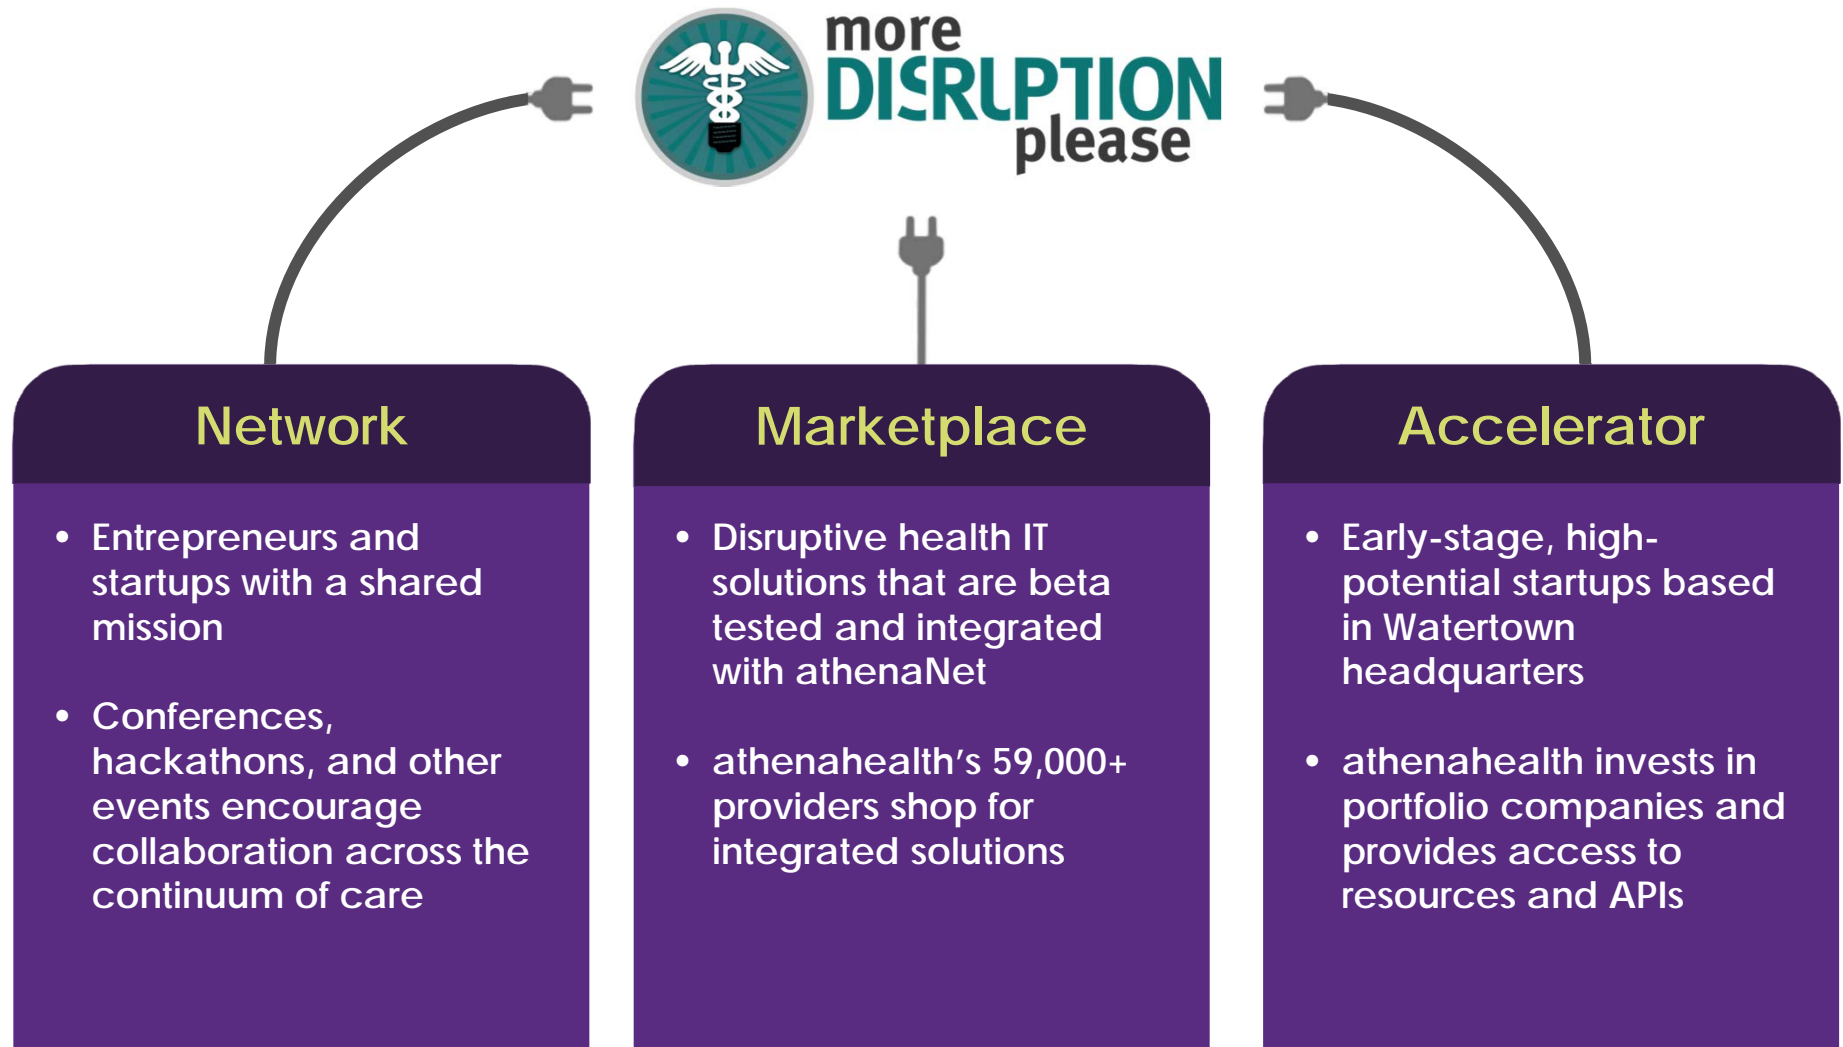 more
DISRUPTION
please
Network
• Entrepreneurs and
startups with a shared
mission
• Conferences,
hackathons, and other
events encourage
collaboration across the
continuum of care
Marketplace
• Disruptive health IT
solutions that are beta
tested and integrated
with athenaNet
• athenahealth’s 59,000+
providers shop for
integrated solutions
Accelerator
• Early-stage, high-
potential startups based
in Watertown
headquarters
• athenahealth invests in
portfolio companies and
provides access to
resources and APIs